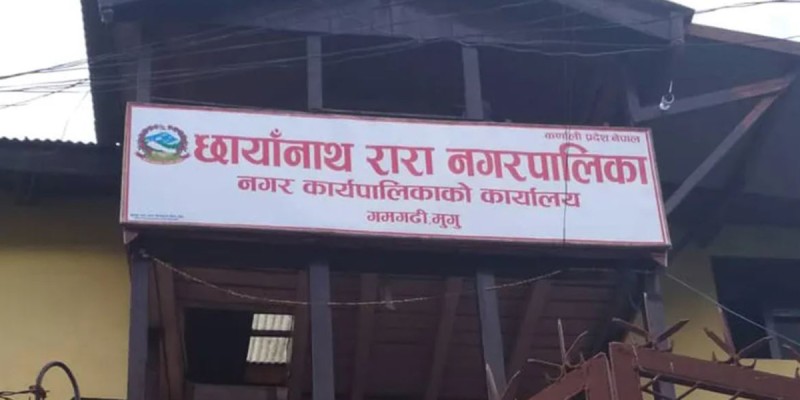 कर्णाली प्रदेश नेपाल
छायाँनाथ रारा नगरपालिका
नगर कार्यपालिकाको कार्यालय
गमगढी,मुगु